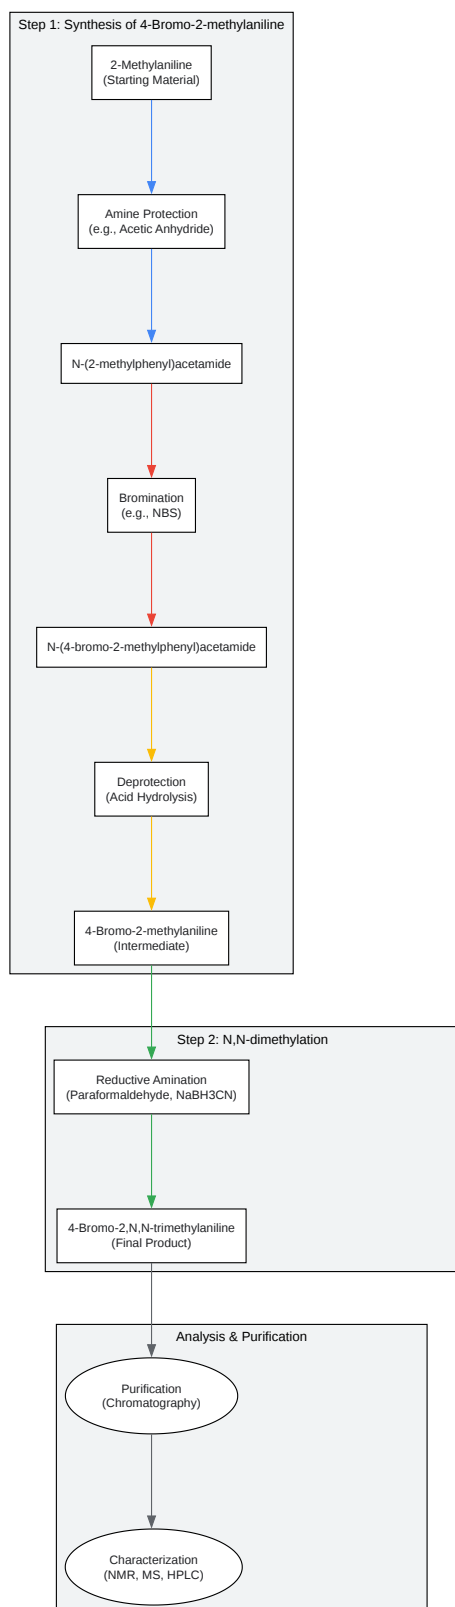 Step 1: Synthesis of 4-Bromo-2-methylaniline
2-Methylaniline
(Starting Material)
Amine Protection
(e.g., Acetic Anhydride)
N-(2-methylphenyl)acetamide
Bromination
(e.g., NBS)
N-(4-bromo-2-methylphenyl)acetamide
Deprotection
(Acid Hydrolysis)
4-Bromo-2-methylaniline
(Intermediate)
Step 2: N,N-dimethylation
Reductive Amination
(Paraformaldehyde, NaBH3CN)
4-Bromo-2,N,N-trimethylaniline
(Final Product)
Analysis & Purification
Purification
(Chromatography)
Characterization
(NMR, MS, HPLC)